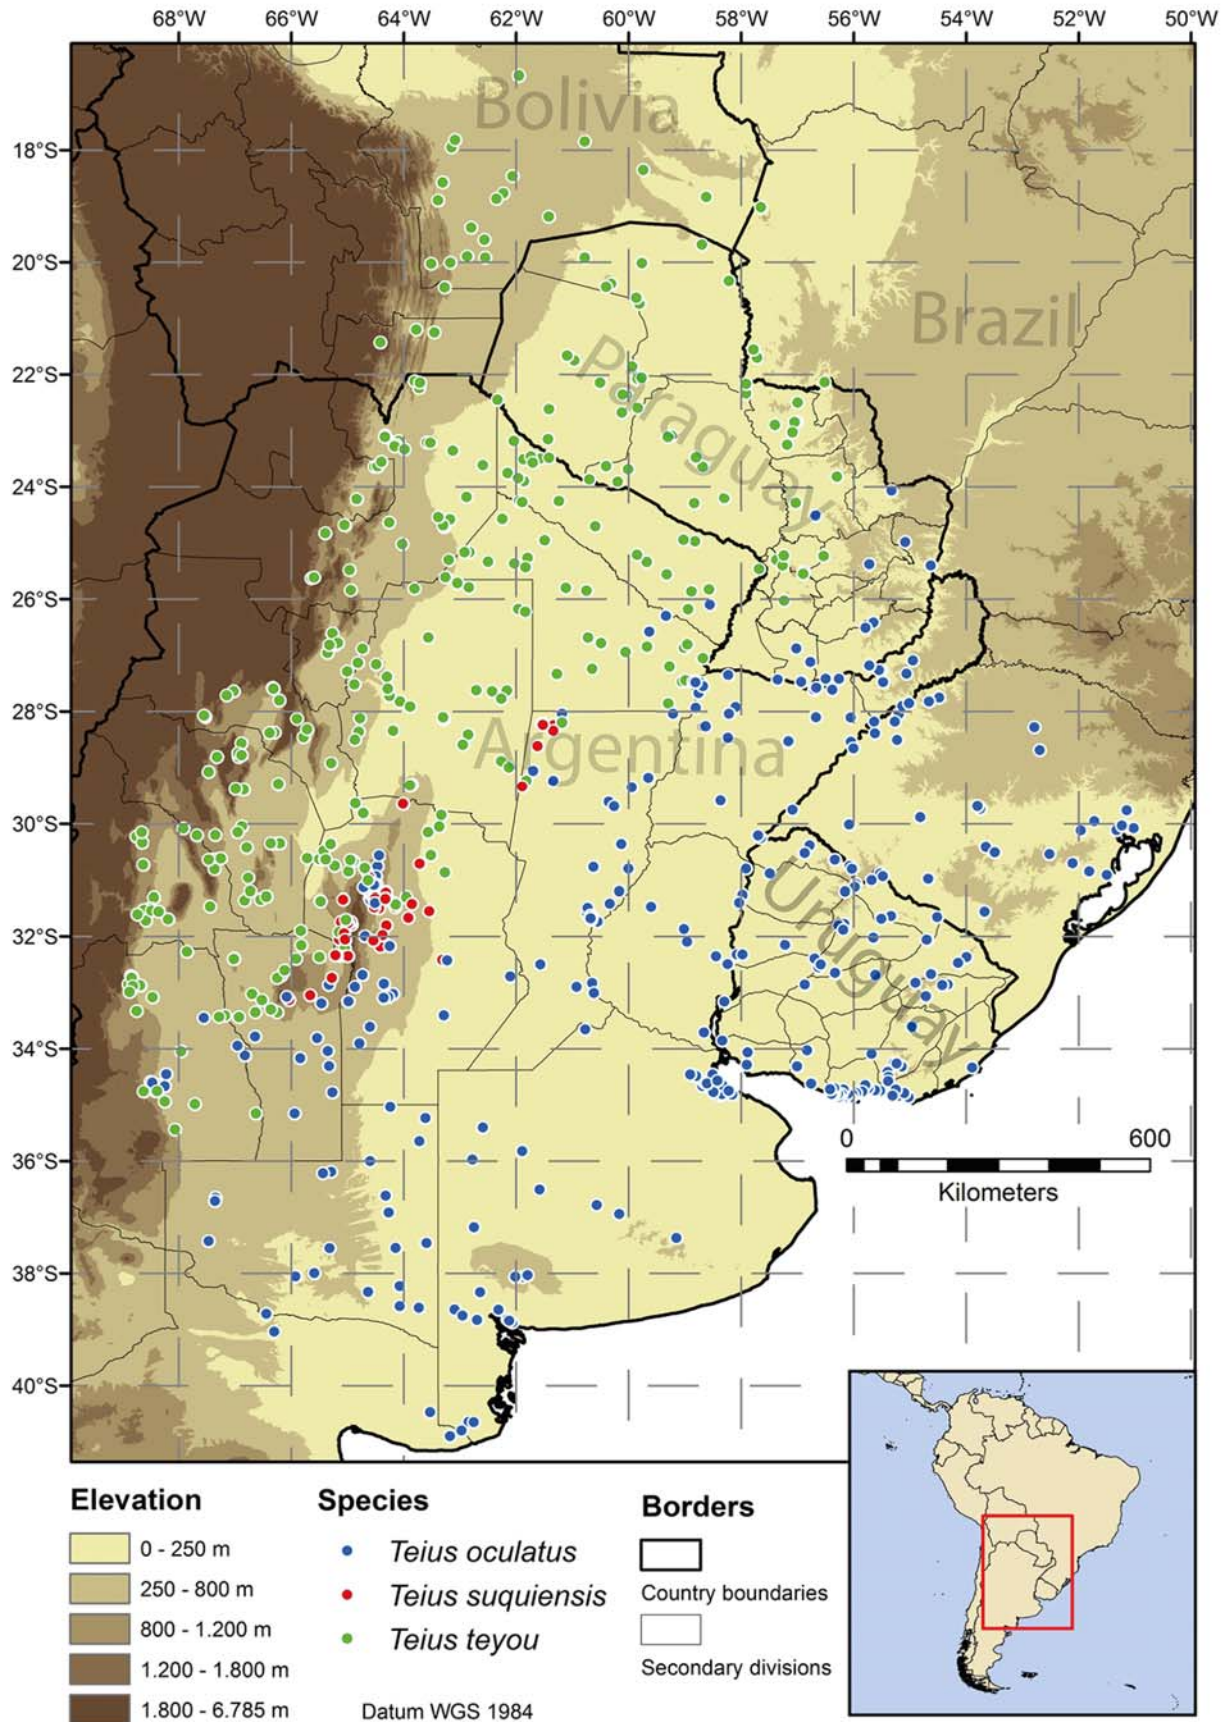 68°W 66°W 64°W 62°W 60°W 58°W 56°W 54°W 52°W 50°W
Bolivia
18°S
20°S
Brazil
22°S
Paraguay
24°S
26°S
28°S
Argentina
30°S
Uruguay
32°S
34°S
0 600
36°S
Kilometers
38°S
40°S
Elevation
0 - 250 m
250 - 800 m
800 - 1.200 m
1.200 - 1.800 m
1.800 - 6.785 m
Species
Teius oculatus
Teius suquiensis
Teius teyou
Datum WGS 1984
Borders
Country boundaries
Secondary divisions